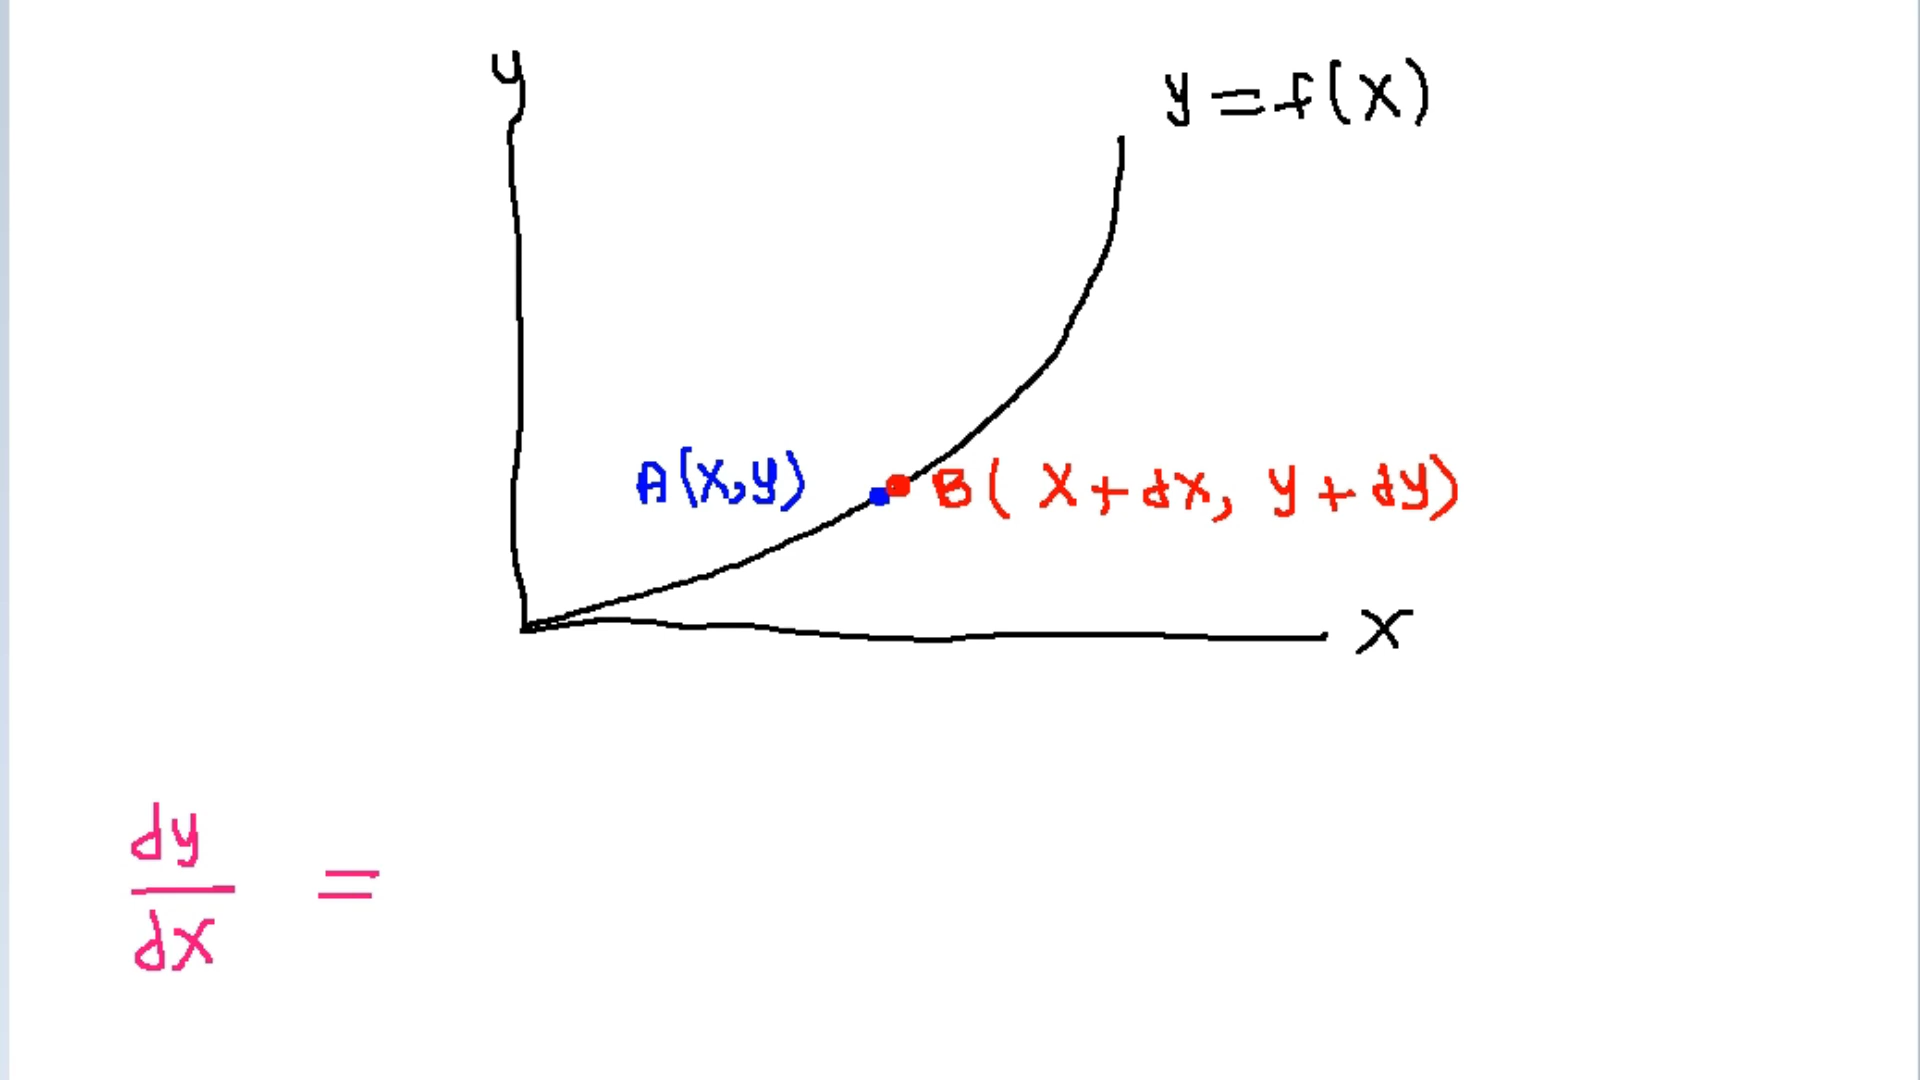 y
y = f(x)
A(x,y) B( x + dx, y + dy)
x
dy
dx =